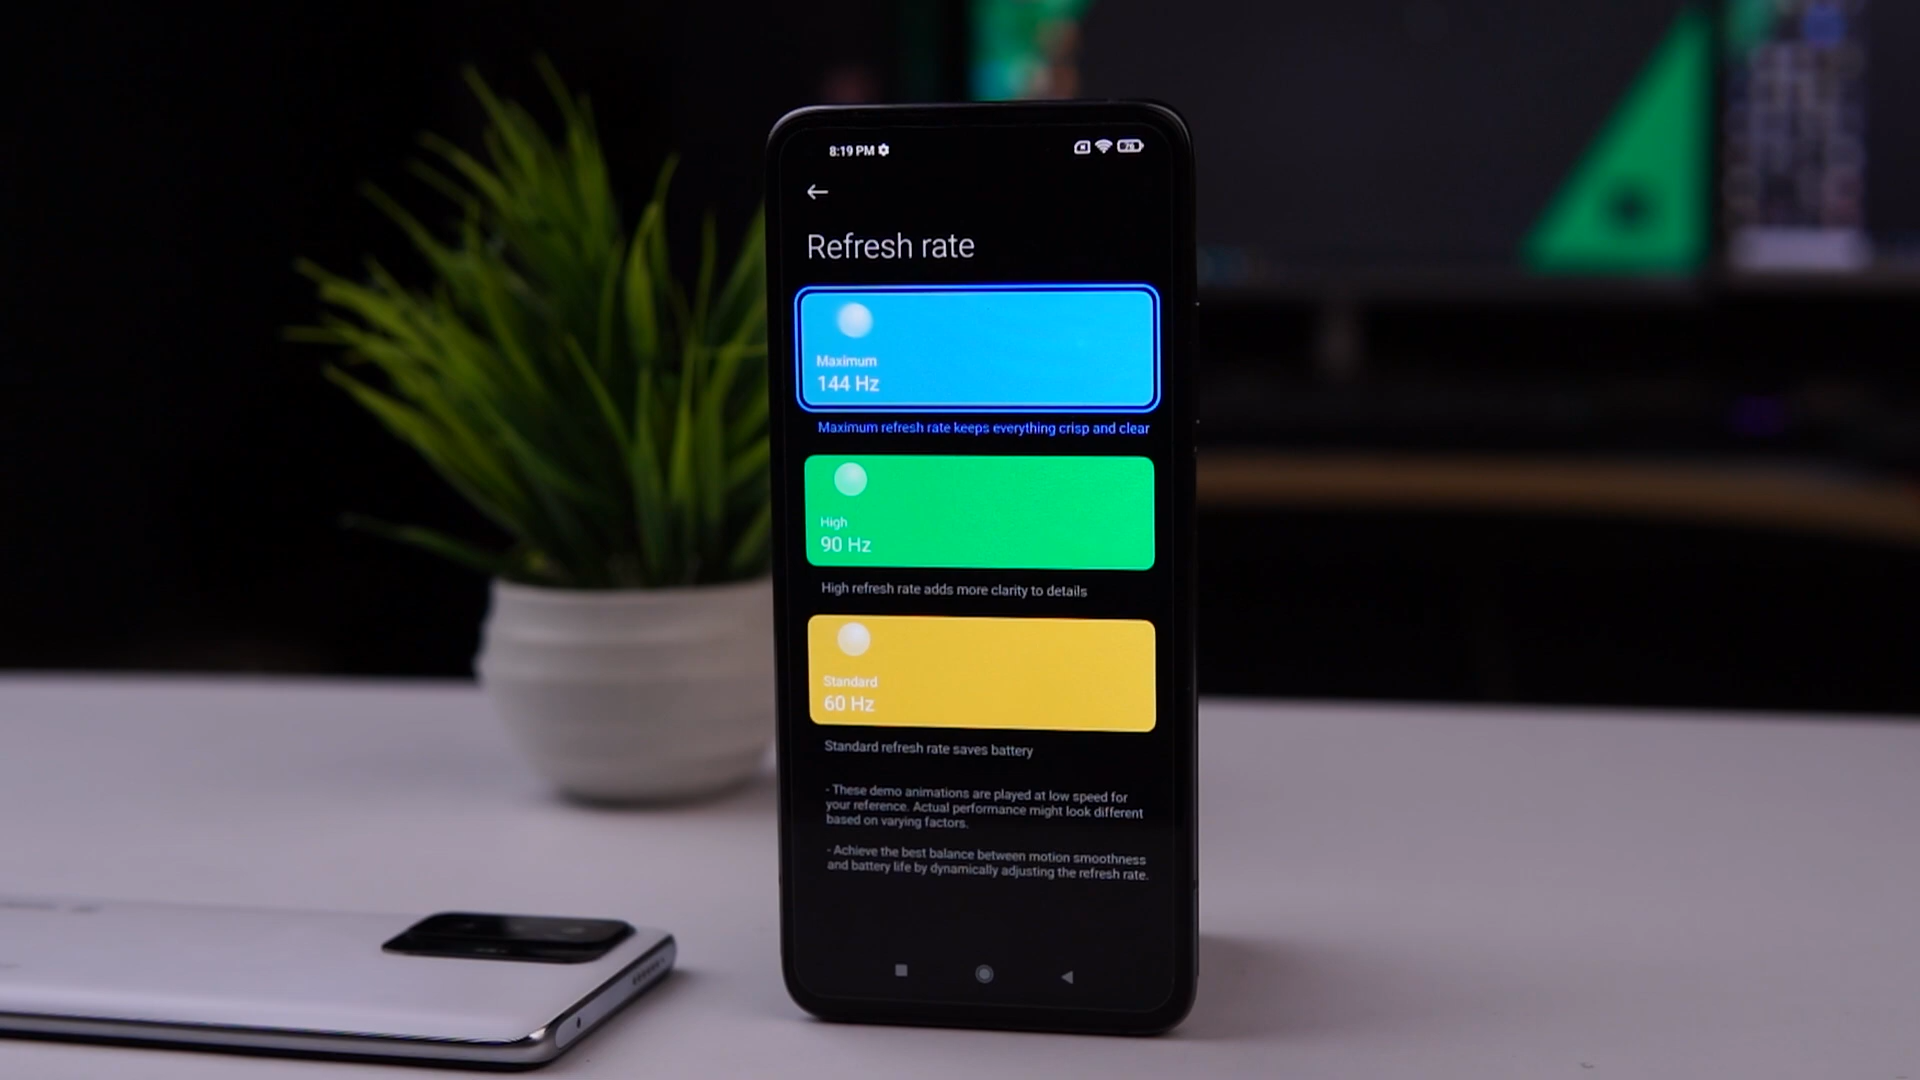 8:19 PM
Refresh rate
Maximum
144 Hz
Maximum refresh rate keeps everything crisp and clear
High
90 Hz
High refresh rate adds more clarity to details
Standard
60 Hz
Standard refresh rate saves battery
- These demo animations are played at low speed for
your reference. Actual performance might look different
based on varying factors.
- Achieve the best balance between motion smoothness
and battery life by dynamically adjusting the refresh rate.